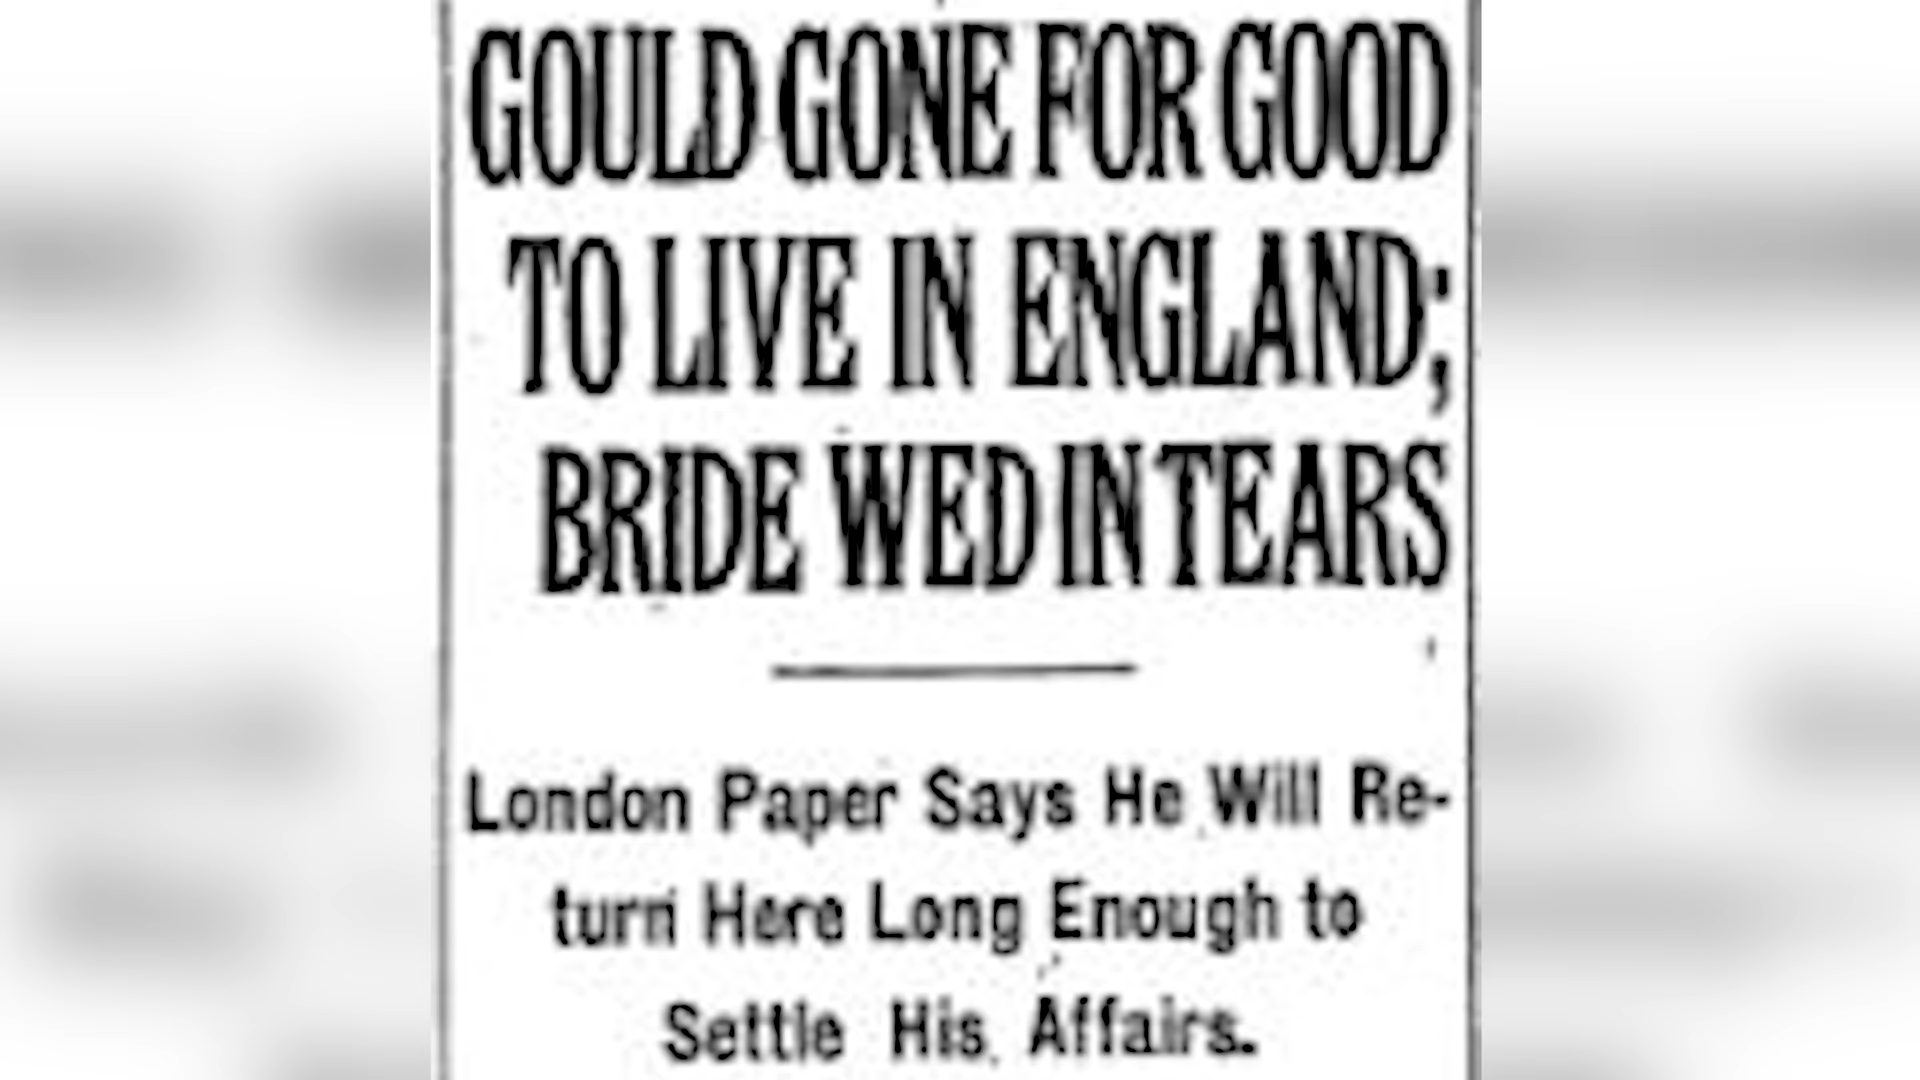 GOULD GONE FOR GOOD
TO LIVE IN ENGLAND;
BRIDE WED IN TEARS
London Paper Says He Will Re-
turn Here Long Enough to
Settle His Affairs.